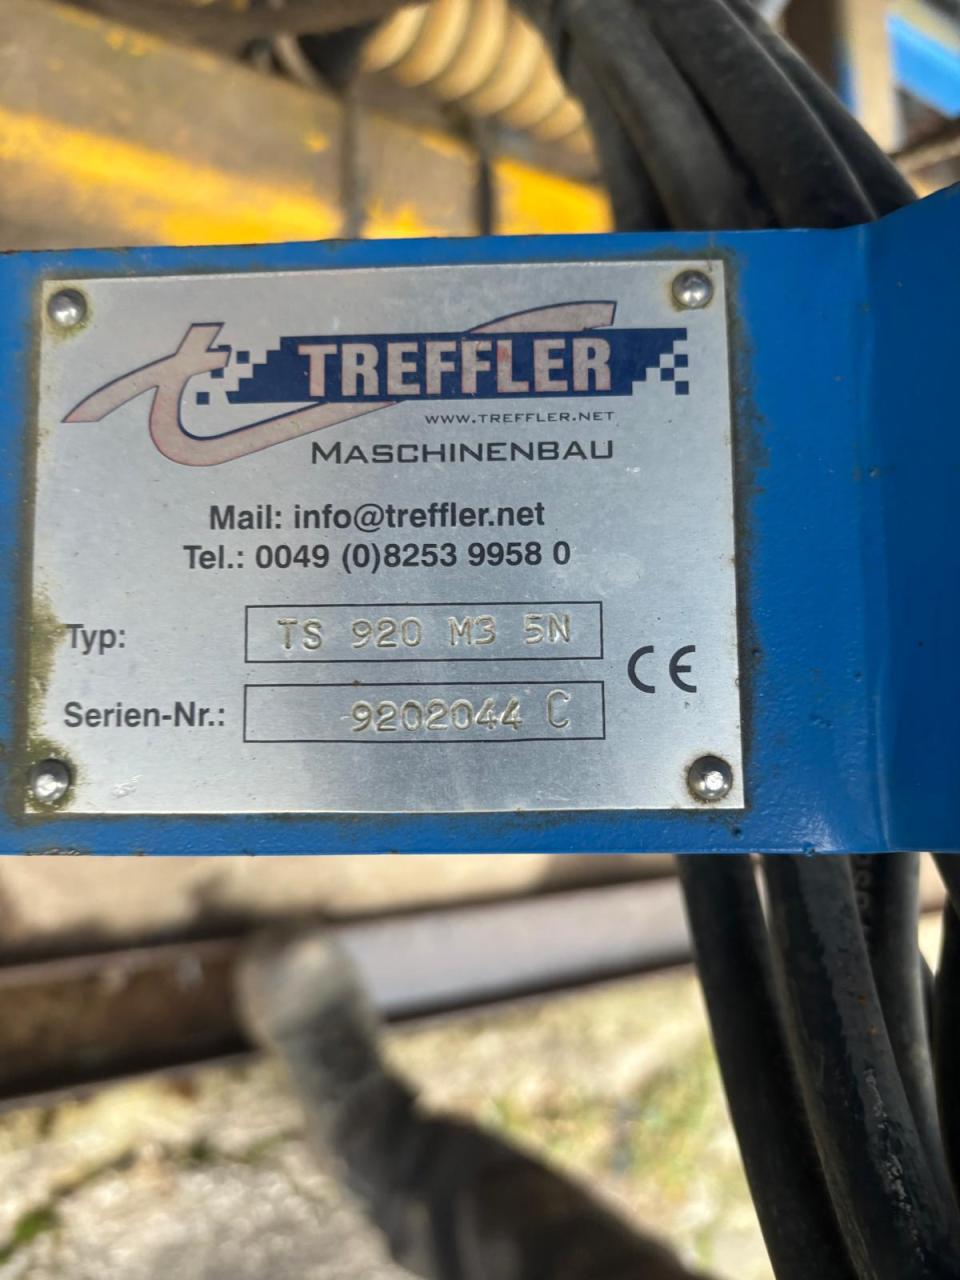 TREFFLER
WWW.TREFFLER.NET
MASCHINENBAU
Mail: info@treffler.net
Tel.: 0049 (0)8253 9958 0
Typ: TS 920 M3 5N
Serien-Nr.: 9202044 C
CE